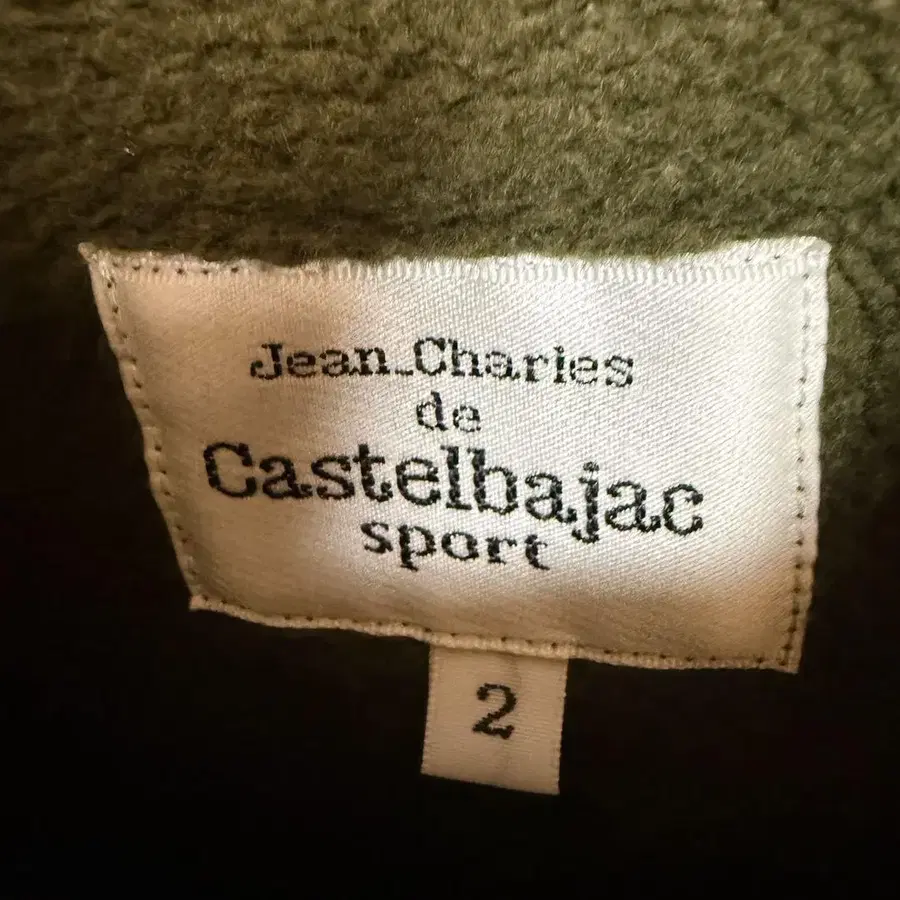 Jean_Charles
de
Castelbajac
sport
2